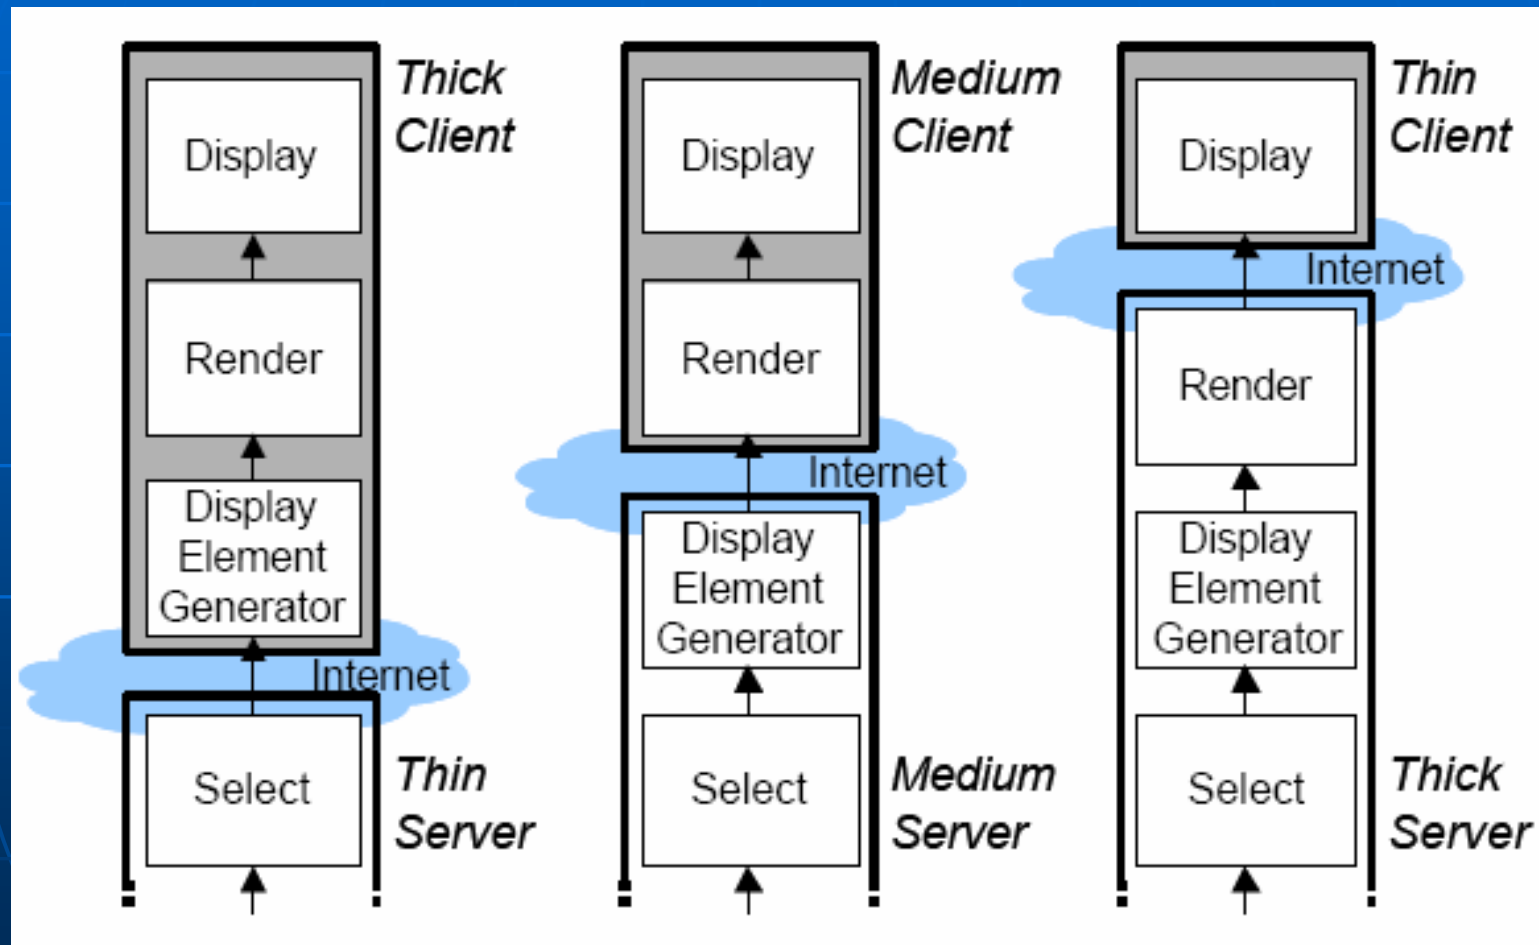 Thick
Client
Display
Render
Display
Element
Generator
Internet
Select
Thin
Server
Medium
Client
Display
Render
Internet
Display
Element
Generator
Select
Medium
Server
Thin
Client
Display
Internet
Render
Display
Element
Generator
Select
Thick
Server